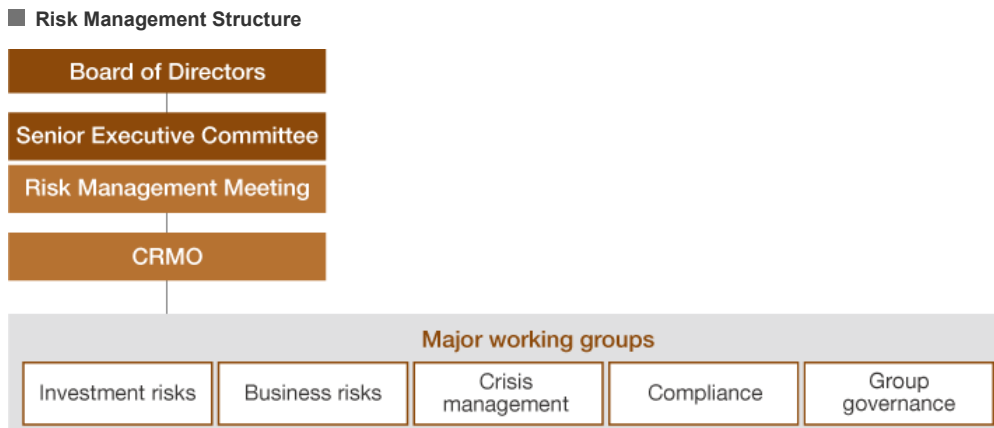 Risk Management Structure
Board of Directors
Senior Executive Committee
Risk Management Meeting
CRMO
Major working groups
Investment risks
Business risks
Crisis
management
Compliance
Group
governance